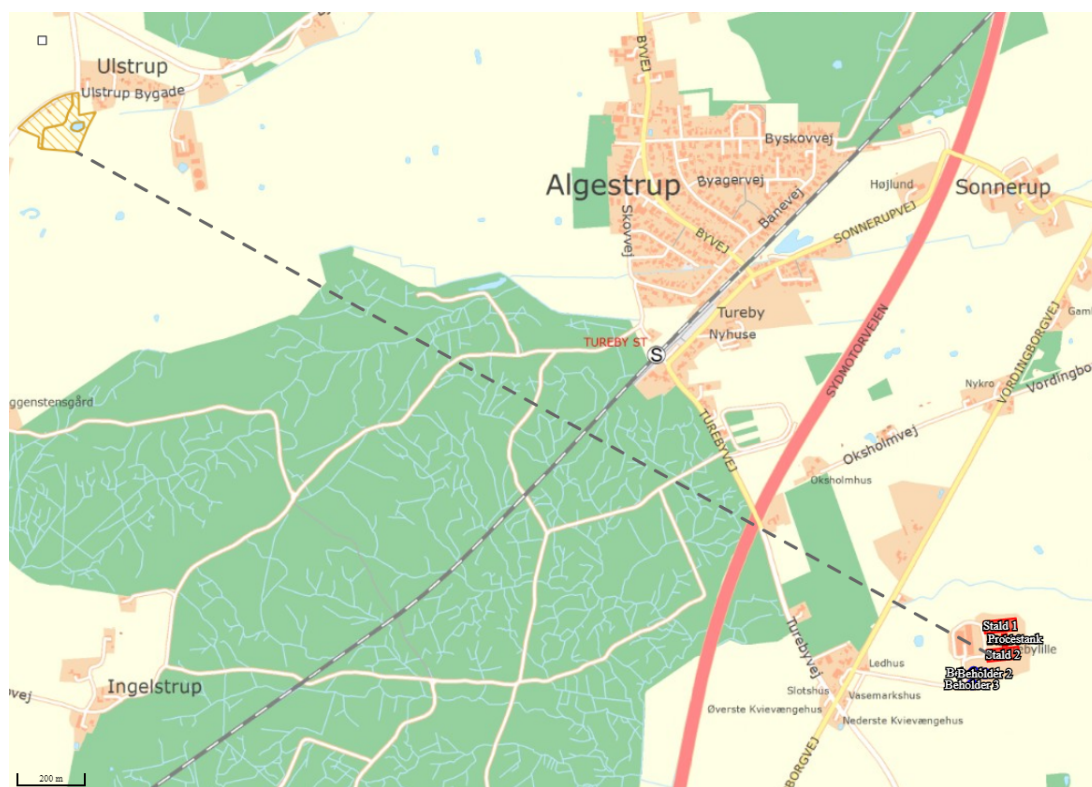 Ulstrup
Ulstrup Bygade
BYVEJ
Byskovvej
Algestrup
Byagervej
Banevej
Skovvej
BYVEJ
Højlund
Sonnerup
SONNERUPVEJ
Tureby
Nyhuse
TUREBY ST
S
SYDMOTORVEJEN
VORDINGBORGVEJ
Gaml
Nykro
Vordingbo
ggenstensgård
TUREBYVEJ
Oksholmvej
Oksholmhus
Stald 1
Procestank
Stald 2
ebylille
Turebyvej
Ledhus
B
Beholder 2
Beholder 3
Ingelstrup
vej
Slotshus
Vasemarkshus
Øverste Kvievængehus
Nederste Kvievængehus
BORGVEJ
200 m